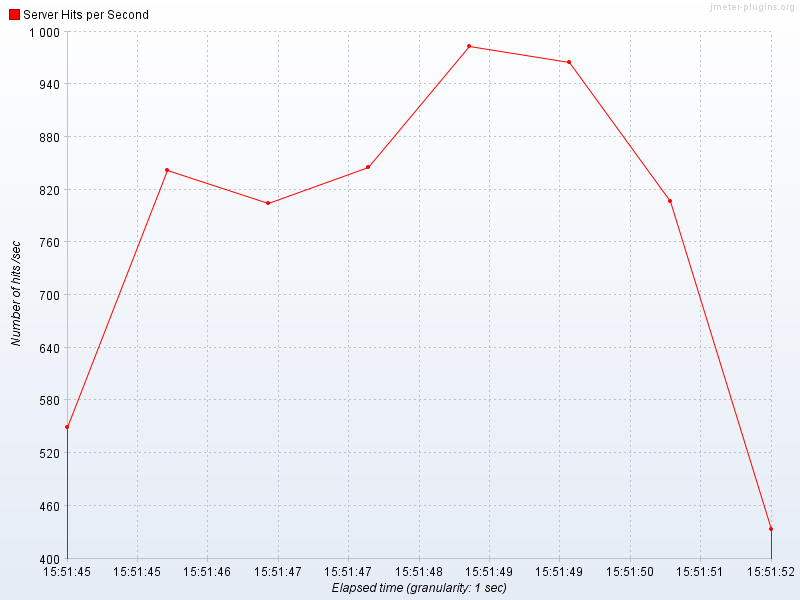 jmeter-plugins.org
Server Hits per Second
1 000
940
880
820
760
700
640
580
520
460
400
Number of hits /sec
15:51:45 15:51:45 15:51:46 15:51:47 15:51:47 15:51:48 15:51:49 15:51:49 15:51:50 15:51:51 15:51:52
Elapsed time (granularity: 1 sec)